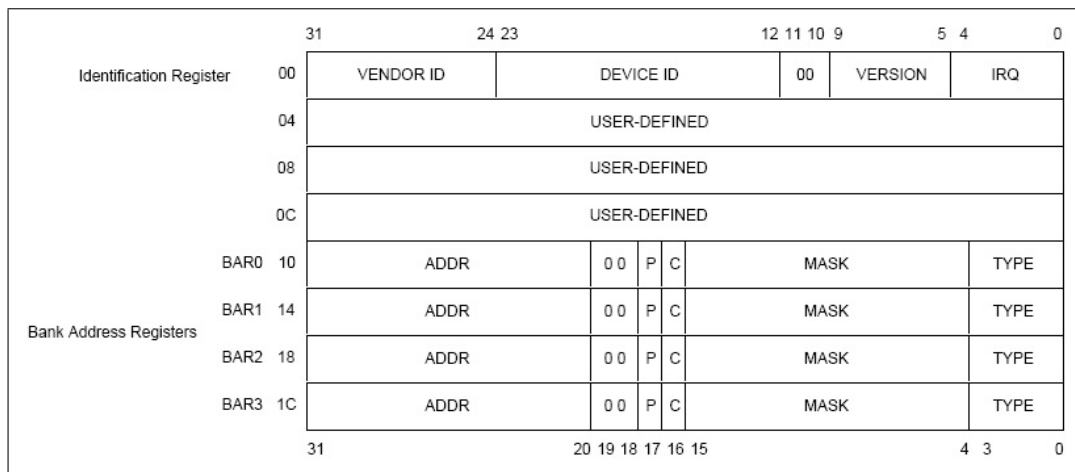 31 24 23 12 11 10 9 5 4 0
Identification Register 00 VENDOR ID DEVICE ID 00 VERSION IRQ
04 USER-DEFINED
08 USER-DEFINED
0C USER-DEFINED
BAR0 10 ADDR 0 0 P C MASK TYPE
BAR1 14 ADDR 0 0 P C MASK TYPE
Bank Address Registers
BAR2 18 ADDR 0 0 P C MASK TYPE
BAR3 1C ADDR 0 0 P C MASK TYPE
31 20 19 18 17 16 15 4 3 0